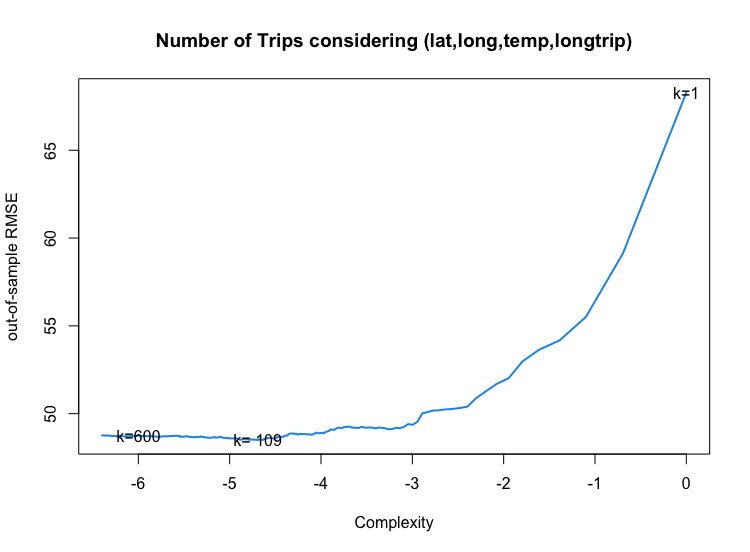 Number of Trips considering (lat,long,temp,longtrip)
k=1
65
60
55
50
out-of-sample RMSE
k=600
k= 109
-6
-5
-4
-3
-2
-1
0
Complexity